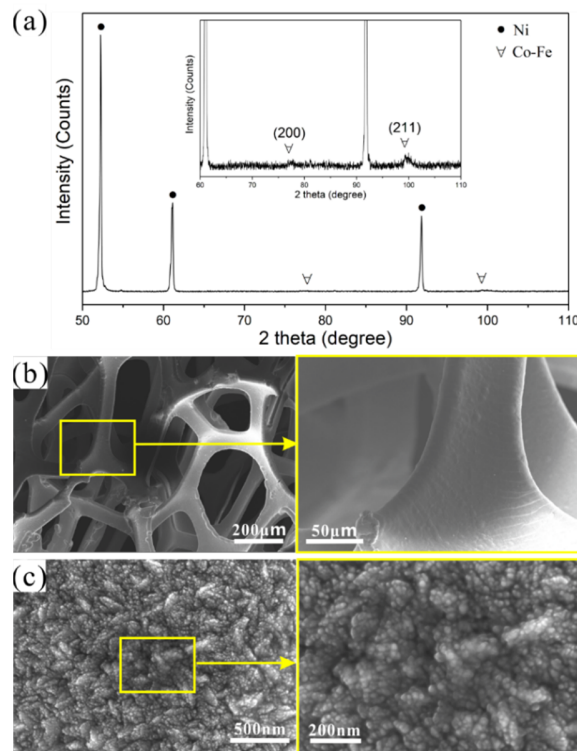 (a)
● Ni
∀ Co-Fe
Intensity (Counts)
(200)
∀
(211)
∀
60 70 80 90 100 110
2 theta (degree)
Intensity (Counts)
50 60 70 80 90 100 110
2 theta (degree)
(b)
200μm
50μm
(c)
500nm
200nm